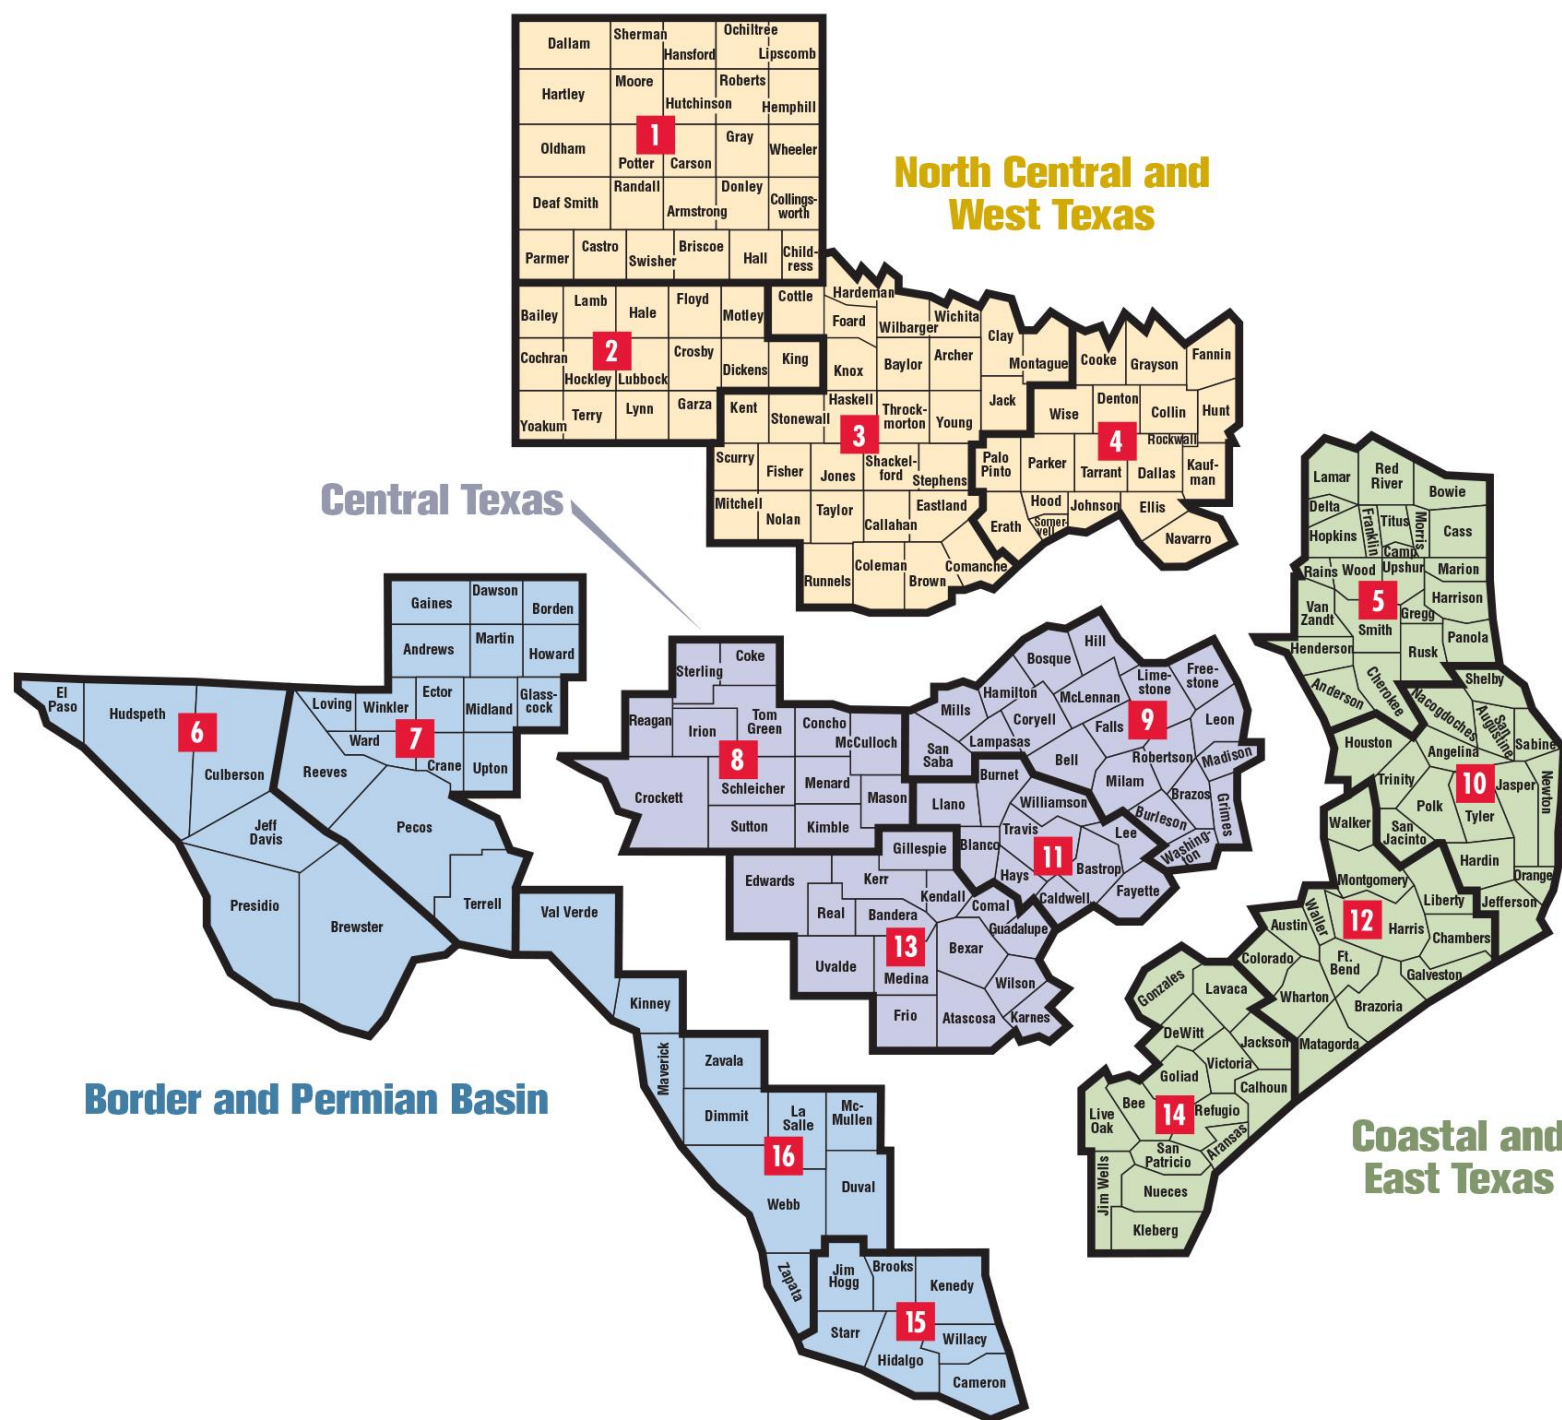 Dallam
Sherman
Hansford
Ochiltree
Lipscomb
Hartley
Moore
Hutchinson
Roberts
Hemphill
1
Oldham
Potter
Carson
Gray
Wheeler
Deaf Smith
Randall
Armstrong
Donley
Collings-
worth
Parmer
Castro
Swisher
Briscoe
Hall
Child-
ress
North Central and
West Texas
Bailey
Lamb
Hale
Floyd
Motley
2
Cochran
Hockley
Lubbock
Crosby
Dickens
King
Yoakum
Terry
Lynn
Garza
Cottle
Hardeman
Foard
Wilbarger
Wichita
Clay
Montague
Knox
Baylor
Archer
Jack
Kent
Stonewall
Haskell
Throck-
morton
Young
3
Scurry
Fisher
Jones
Shackel-
ford
Stephens
Mitchell
Nolan
Taylor
Callahan
Eastland
Runnels
Coleman
Brown
Comanche
Cooke
Grayson
Fannin
Wise
Denton
Collin
Hunt
4
Rockwall
Palo
Pinto
Parker
Tarrant
Dallas
Kauf-
man
Erath
Hood
Somer-
vell
Johnson
Ellis
Navarro
Central Texas
Lamar
Red
River
Bowie
Delta
Hopkins
Franklin
Titus
Morris
Camp
Cass
Rains
Wood
Upshur
Marion
5
Van
Zandt
Smith
Gregg
Harrison
Henderson
Rusk
Panola
Anderson
Cherokee
Gaines
Dawson
Borden
Andrews
Martin
Howard
El
Paso
Hudspeth
6
Culberson
Loving
Winkler
Ector
Midland
Glass-
cock
Ward
7
Crane
Upton
Reeves
Jeff
Davis
Pecos
Presidio
Brewster
Terrell
Sterling
Coke
Reagan
Irion
Tom
Green
Concho
McCulloch
8
Crockett
Schleicher
Menard
Mason
Sutton
Kimble
Bosque
Hill
Hamilton
McLennan
Lime-
stone
Free-
stone
Mills
Coryell
Falls
9
Leon
San
Saba
Lampasas
Bell
Robertson
Madison
Milam
Brazos
Grimes
Burleson
Washing-
ton
Burnet
Llano
Williamson
Travis
Lee
Blanco
11
Hays
Bastrop
Caldwell
Fayette
Gillespie
Edwards
Kerr
Kendall
Real
Bandera
Comal
Guadalupe
13
Uvalde
Medina
Bexar
Wilson
Frio
Atascosa
Karnes
Shelby
Nacogdoches
San
Augustine
Sabine
Houston
Angelina
Trinity
10
Jasper
Newton
Polk
Tyler
San
Jacinto
Hardin
Orange
Jefferson
Walker
Montgomery
Liberty
Austin
Waller
12
Harris
Chambers
Colorado
Ft.
Bend
Galveston
Wharton
Brazoria
Matagorda
Gonzales
Lavaca
DeWitt
Jackson
Victoria
Goliad
Calhoun
Bee
14
Refugio
Live
Oak
San
Patricio
Aransas
Jim Wells
Nueces
Kleberg
Coastal and
East Texas
Border and Permian Basin
Val Verde
Kinney
Maverick
Zavala
Dimmit
La
Salle
Mc-
Mullen
16
Webb
Duval
Zapata
Jim
Hogg
Brooks
Kenedy
15
Starr
Hidalgo
Willacy
Cameron